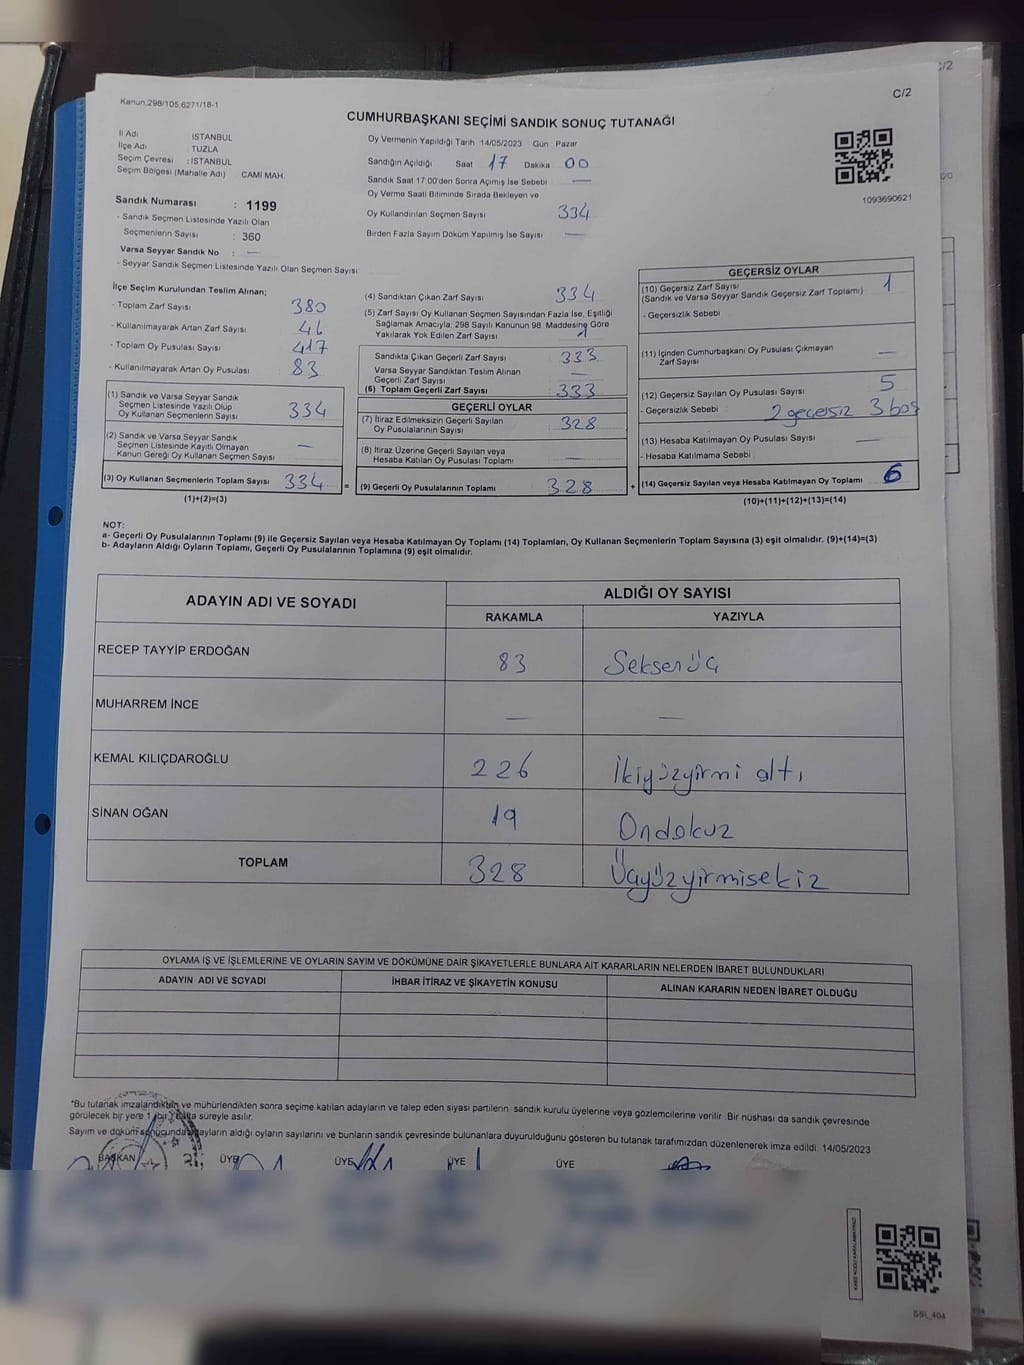 Kanun.298/105.6271/18-1
C/2
CUMHURBAŞKANI SEÇİMİ SANDIK SONUÇ TUTANAĞI
İl Adı ISTANBUL
İlçe Adı TUZLA
Seçim Çevresi : İSTANBUL
Seçim Bölgesi (Mahalle Adı) CAMİ MAH
Sandık Numarası : 1199
- Sandık Seçmen Listesinde Yazılı Olan
Seçmenlerin Sayısı : 360
Varsa Seyyar Sandık No : —
- Seyyar Sandık Seçmen Listesinde Yazılı Olan Seçmen Sayısı
Oy Vermenin Yapıldığı Tarih 14/05/2023 Gün Pazar
Sandığın Açıldığı Saat 17 Dakika 00
Sandık Saat 17:00'den Sonra Açımış İse Sebebi —
Oy Verme Saati Bitiminde Sırada Bekleyen ve
Oy Kullandırılan Seçmen Sayısı 334
Birden Fazla Sayım Döküm Yapılmış İse Sayısı —
1093690621
İlçe Seçim Kurulundan Teslim Alınan;
- Toplam Zarf Sayısı 380
- Kullanılmayarak Artan Zarf Sayısı 46
- Toplam Oy Pusulası Sayısı 417
- Kullanılmayarak Artan Oy Pusulası 83
(1) Sandık ve Varsa Seyyar Sandık
Seçmen Listesinde Yazılı Olup
Oy Kullanan Seçmenlerin Sayısı 334
(2) Sandık ve Varsa Seyyar Sandık
Seçmen Listesinde Kayıtlı Olmayan
Kanun Gereği Oy Kullanan Seçmen Sayısı —
(3) Oy Kullanan Seçmenlerin Toplam Sayısı 334 =
(1)+(2)=(3)
(4) Sandıktan Çıkan Zarf Sayısı 334
(5) Zarf Sayısı Oy Kullanan Seçmen Sayısından Fazla İse, Eşitliği
Sağlamak Amacıyla; 298 Sayılı Kanunun 98. Maddesine Göre
Yakılarak Yok Edilen Zarf Sayısı 1
Sandıkta Çıkan Geçerli Zarf Sayısı 333
Varsa Seyyar Sandıktan Teslim Alınan
Geçerli Zarf Sayısı —
(6) Toplam Geçerli Zarf Sayısı 333
GEÇERLİ OYLAR
(7) İtiraz Edilmeksizin Geçerli Sayılan
Oy Pusulalarının Sayısı 328
(8) İtiraz Üzerine Geçerli Sayılan veya
Hesaba Katılan Oy Pusulası Toplamı —
(9) Geçerli Oy Pusulalarının Toplamı 328 +
GEÇERSİZ OYLAR
(10) Geçersiz Zarf Sayısı 1
(Sandık ve Varsa Seyyar Sandık Geçersiz Zarf Toplamı)
- Geçersizlik Sebebi
(11) İçinden Cumhurbaşkanı Oy Pusulası Çıkmayan
Zarf Sayısı —
(12) Geçersiz Sayılan Oy Pusulası Sayısı 5
- Geçersizlik Sebebi 2 geçesiz 3 boş
(13) Hesaba Katılmayan Oy Pusulası Sayısı —
- Hesaba Katılmama Sebebi
(14) Geçersiz Sayılan veya Hesaba Katılmayan Oy Toplamı 6
(10)+(11)+(12)+(13)=(14)
NOT:
a- Geçerli Oy Pusulalarının Toplamı (9) ile Geçersiz Sayılan veya Hesaba Katılmayan Oy Toplamı (14) Toplamları, Oy Kullanan Seçmenlerin Toplam Sayısına (3) eşit olmalıdır. (9)+(14)=(3)
b- Adayların Aldığı Oyların Toplamı, Geçerli Oy Pusulalarının Toplamına (9) eşit olmalıdır.
ADAYIN ADI VE SOYADI ALDIĞI OY SAYISI
RAKAMLA YAZIYLA
RECEP TAYYİP ERDOĞAN 83 Seksenüç
MUHARREM İNCE — —
KEMAL KILIÇDAROĞLU 226 İkiyüzyirmi altı
SİNAN OĞAN 19 Ondokuz
TOPLAM 328 Üçyüzyirmisekiz
OYLAMA İŞ VE İŞLEMLERİNE VE OYLARIN SAYIM VE DÖKÜMÜNE DAİR ŞİKAYETLERLE BUNLARA AİT KARARLARIN NELERDEN İBARET BULUNDUKLARI
ADAYIN ADI VE SOYADI İHBAR İTİRAZ VE ŞİKAYETİN KONUSU ALINAN KARARIN NEDEN İBARET OLDUĞU
*Bu tutanak imzalandıktan ve mühürlendikten sonra seçime katılan adayların ve talep eden siyasi partilerin sandık kurulu üyelerine veya gözlemcilerine verilir. Bir nüshası da sandık çevresinde
görülecek bir yere 1 (bir) hafta süreyle asılır.
Sayım ve döküm sonucunda adayların aldığı oyların sayılarını ve bunların sandık çevresinde bulunanlara duyurulduğunu gösteren bu tutanak tarafımızdan düzenlenerek imza edildi. 14/05/2023
BAŞKAN ÜYE ÜYE ÜYE ÜYE